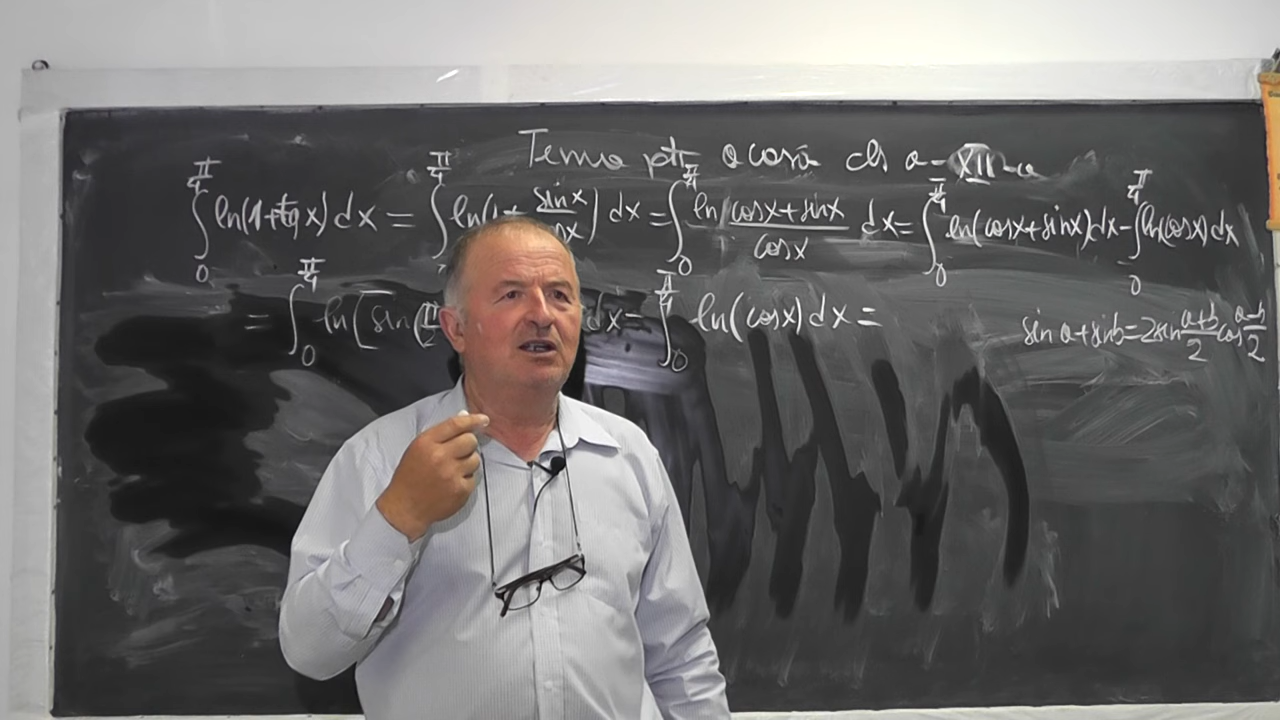 Tema pt. acasă cls a-XII-a
∫₀^{π/4} ln(1+tg x) dx = ∫₀^{π/4} ln(1+ sin x/cos x) dx = ∫₀^{π/4} ln (cos x + sin x)/cos x dx = ∫₀^{π/4} ln(cos x + sin x) dx - ∫₀^{π/4} ln(cos x) dx
= ∫₀^{π/4} ln[sin( dx - ∫₀^{π/4} ln(cos x) dx =
sin a + sin b = 2 sin (a+b)/2 cos (a-b)/2